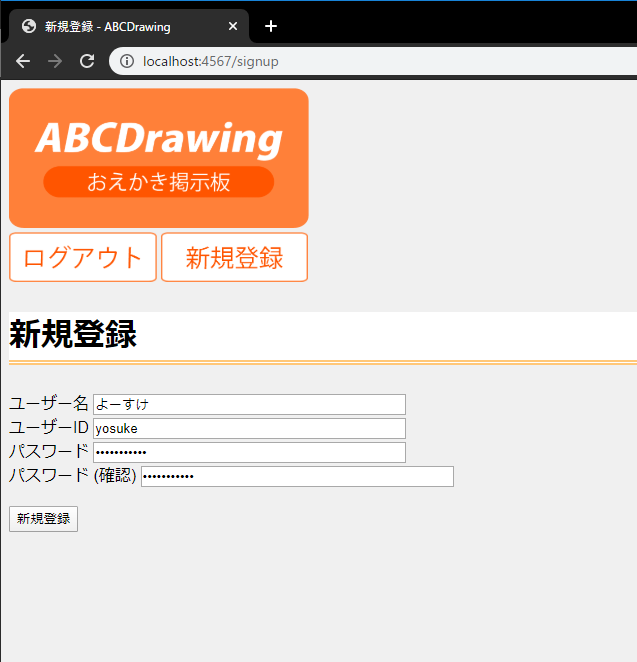 新規登録 - ABCDrawing
localhost:4567/signup
ABCDrawing
おえかき掲示板
ログアウト 新規登録
新規登録
ユーザー名 よーすけ
ユーザーID yosuke
パスワード •••••••••••
パスワード (確認) •••••••••••
新規登録